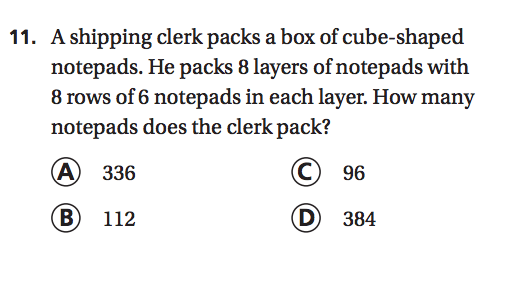 11. A shipping clerk packs a box of cube-shaped
notepads. He packs 8 layers of notepads with
8 rows of 6 notepads in each layer. How many
notepads does the clerk pack?
A 336 C 96
B 112 D 384